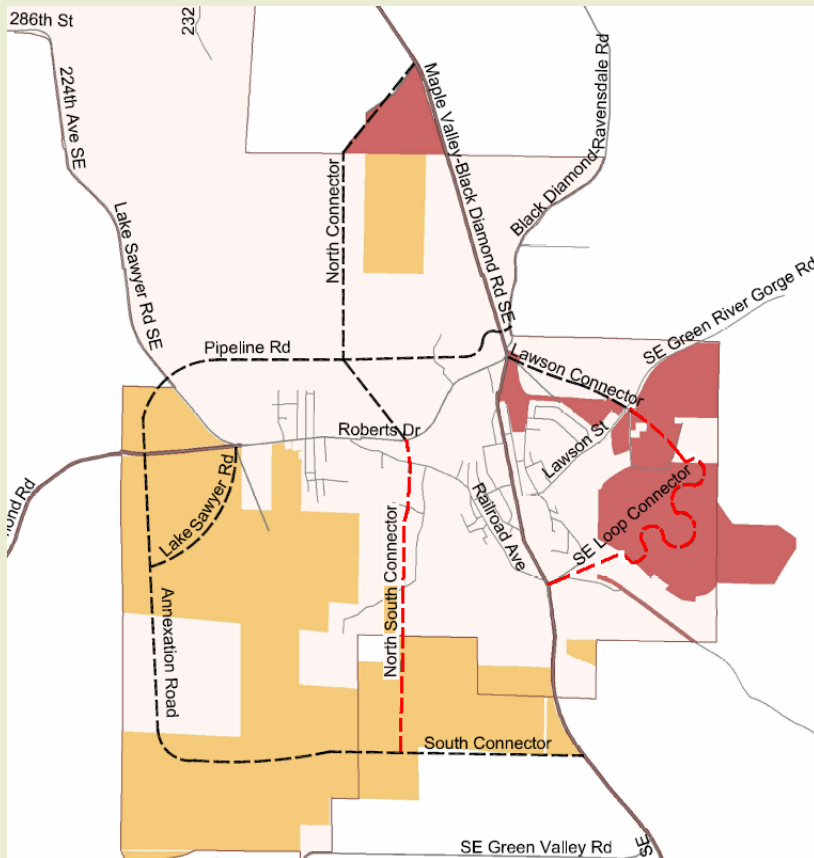 286th St
232
224th Ave SE
Maple Valley-Black Diamond Rd SE
Black Diamond-Ravensdale Rd
North Connector
Lake Sawyer Rd SE
SE Green River Gorge Rd
Pipeline Rd
Lawson Connector
Roberts Dr
Lawson St
Lake Sawyer Rd
mond Rd
Railroad Ave
SE Loop Connector
North South Connector
Annexation Road
South Connector
SE Green Valley Rd
SE